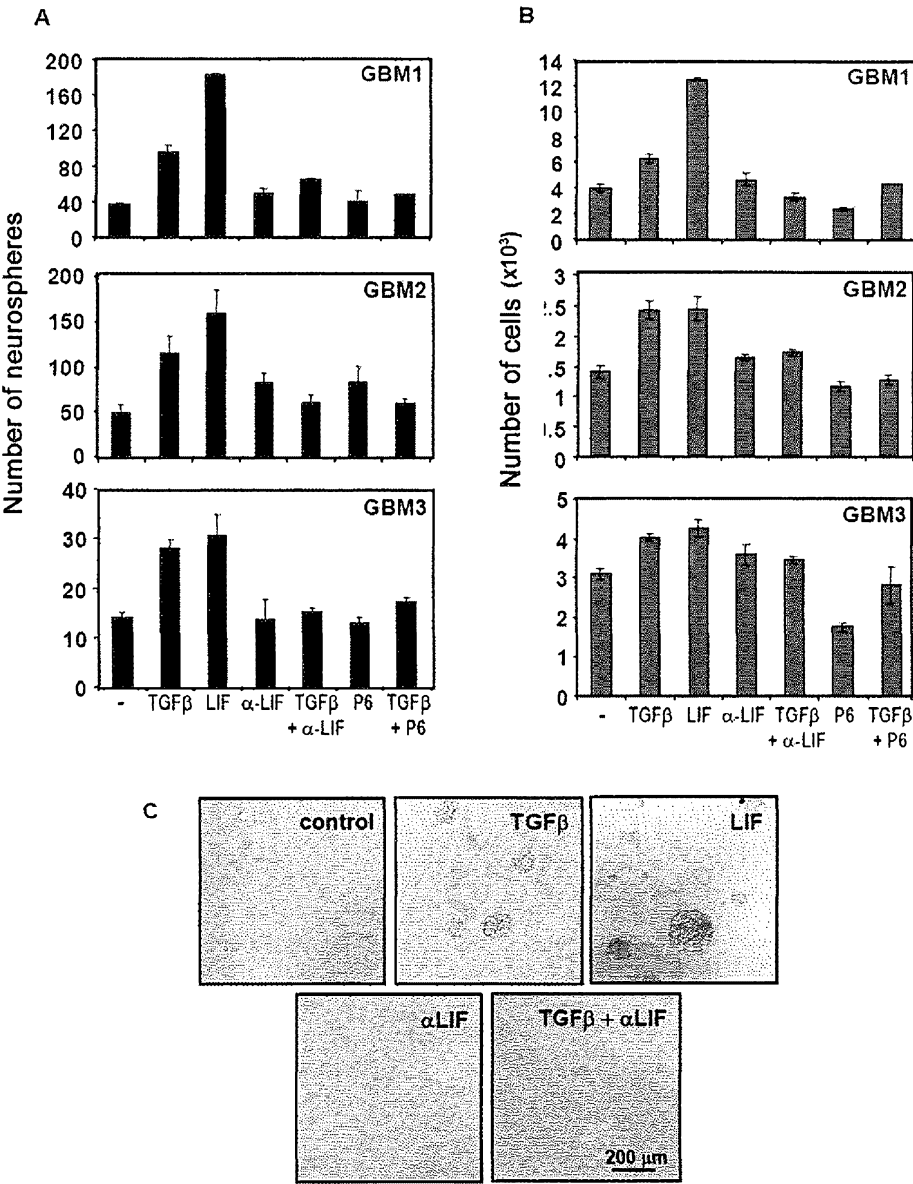 A
Number of neurospheres
GBM1
200
160
120
80
40
0
GBM2
200
150
100
50
0
GBM3
40
30
20
10
0
- TGFβ LIF α-LIF TGFβ P6 TGFβ
+ α-LIF + P6
B
Number of cells (x10³)
GBM1
14
12
10
8
6
4
2
0
GBM2
3
.5
2
.5
1
.5
0
GBM3
5
4
3
2
1
0
- TGFβ LIF α-LIF TGFβ P6 TGFβ
+ α-LIF + P6
C
control
TGFβ
LIF
αLIF
TGFβ + αLIF
200 μm